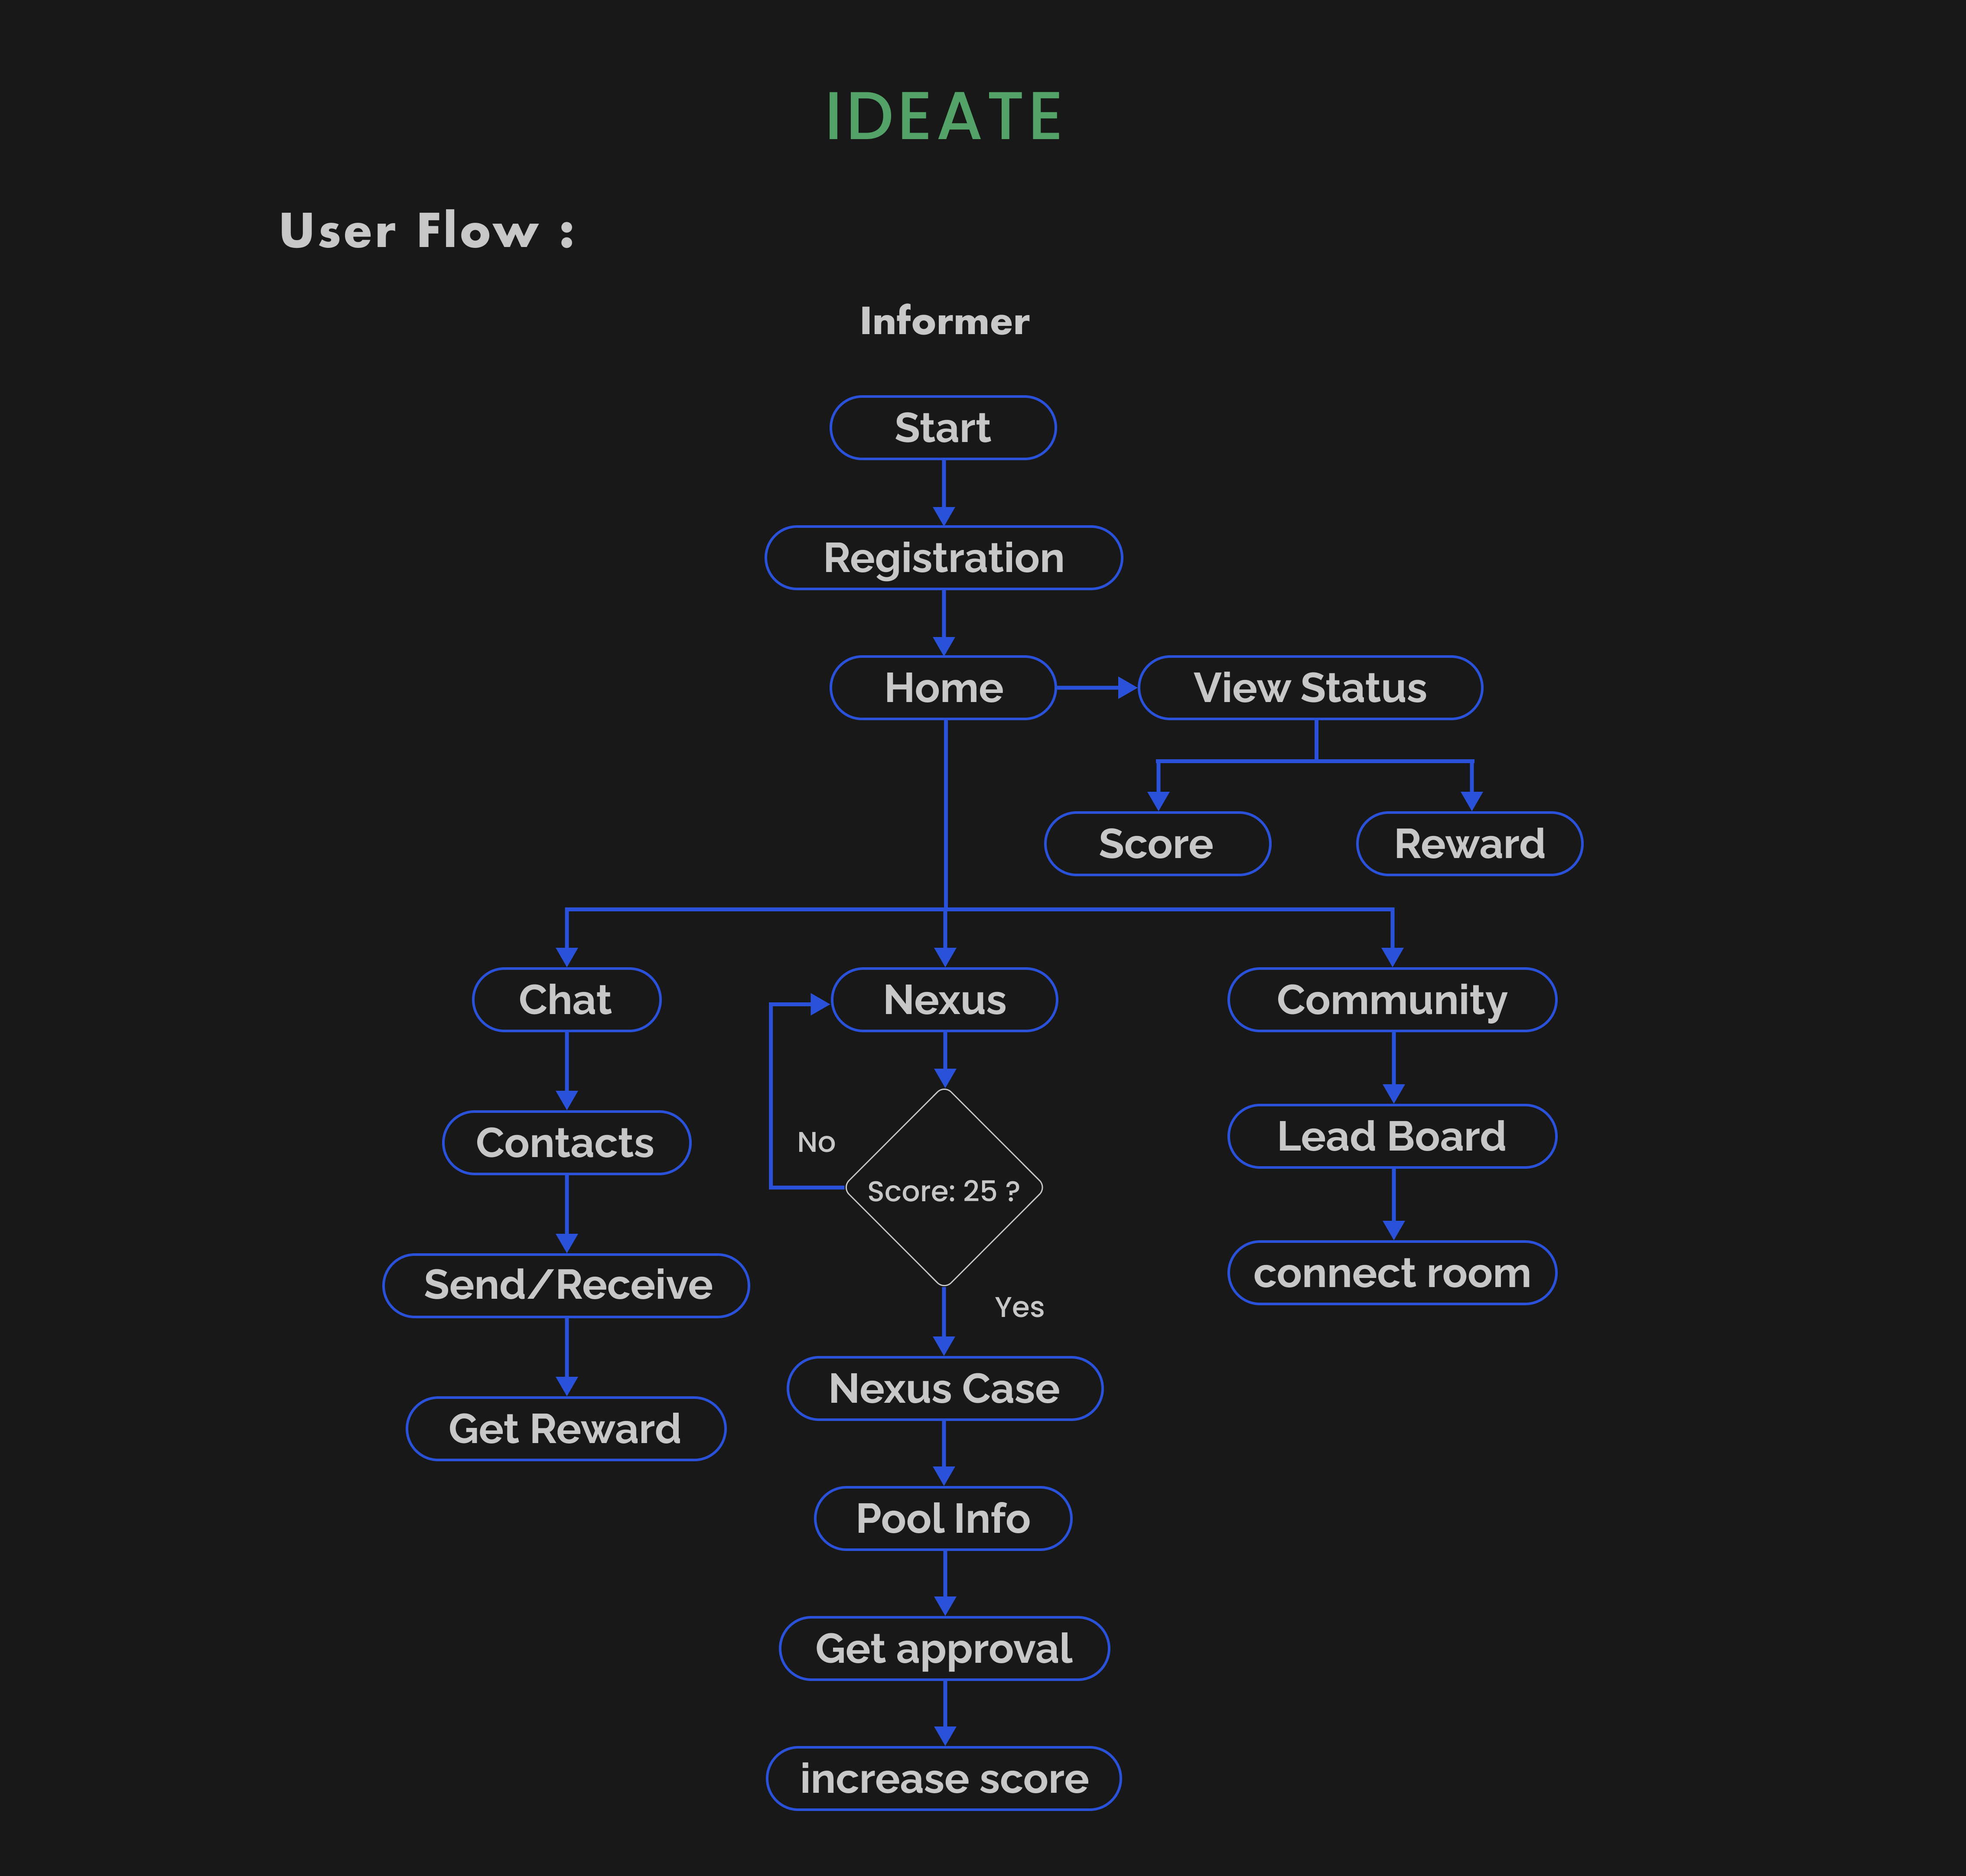 IDEATE
User Flow :
Informer
Start
Registration
Home
View Status
Score
Reward
Chat
Nexus
Community
Contacts
No
Lead Board
Score: 25 ?
Send/Receive
connect room
Yes
Nexus Case
Get Reward
Pool Info
Get approval
increase score